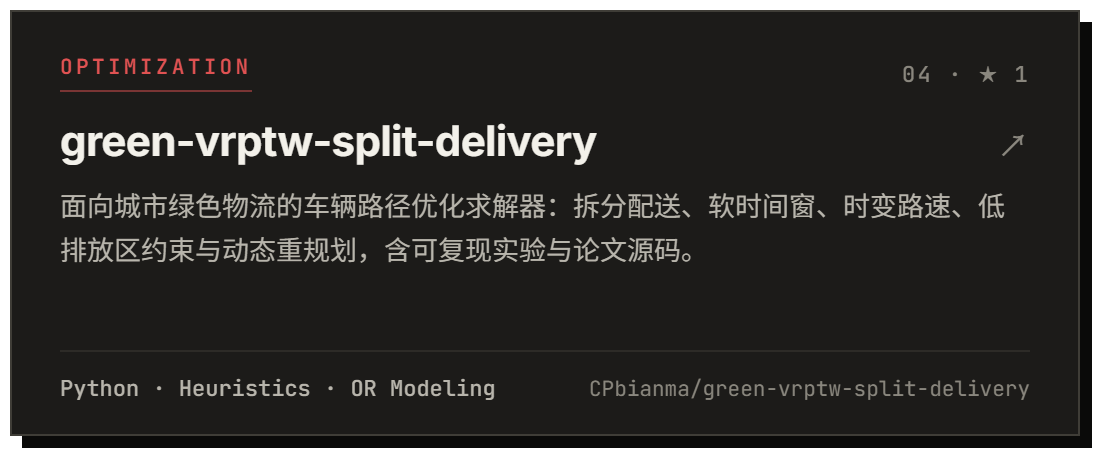 OPTIMIZATION
04 · ★ 1
green-vrptw-split-delivery
↗
面向城市绿色物流的车辆路径优化求解器：拆分配送、软时间窗、时变路速、低
排放区约束与动态重规划，含可复现实验与论文源码。
Python · Heuristics · OR Modeling
CPbianma/green-vrptw-split-delivery